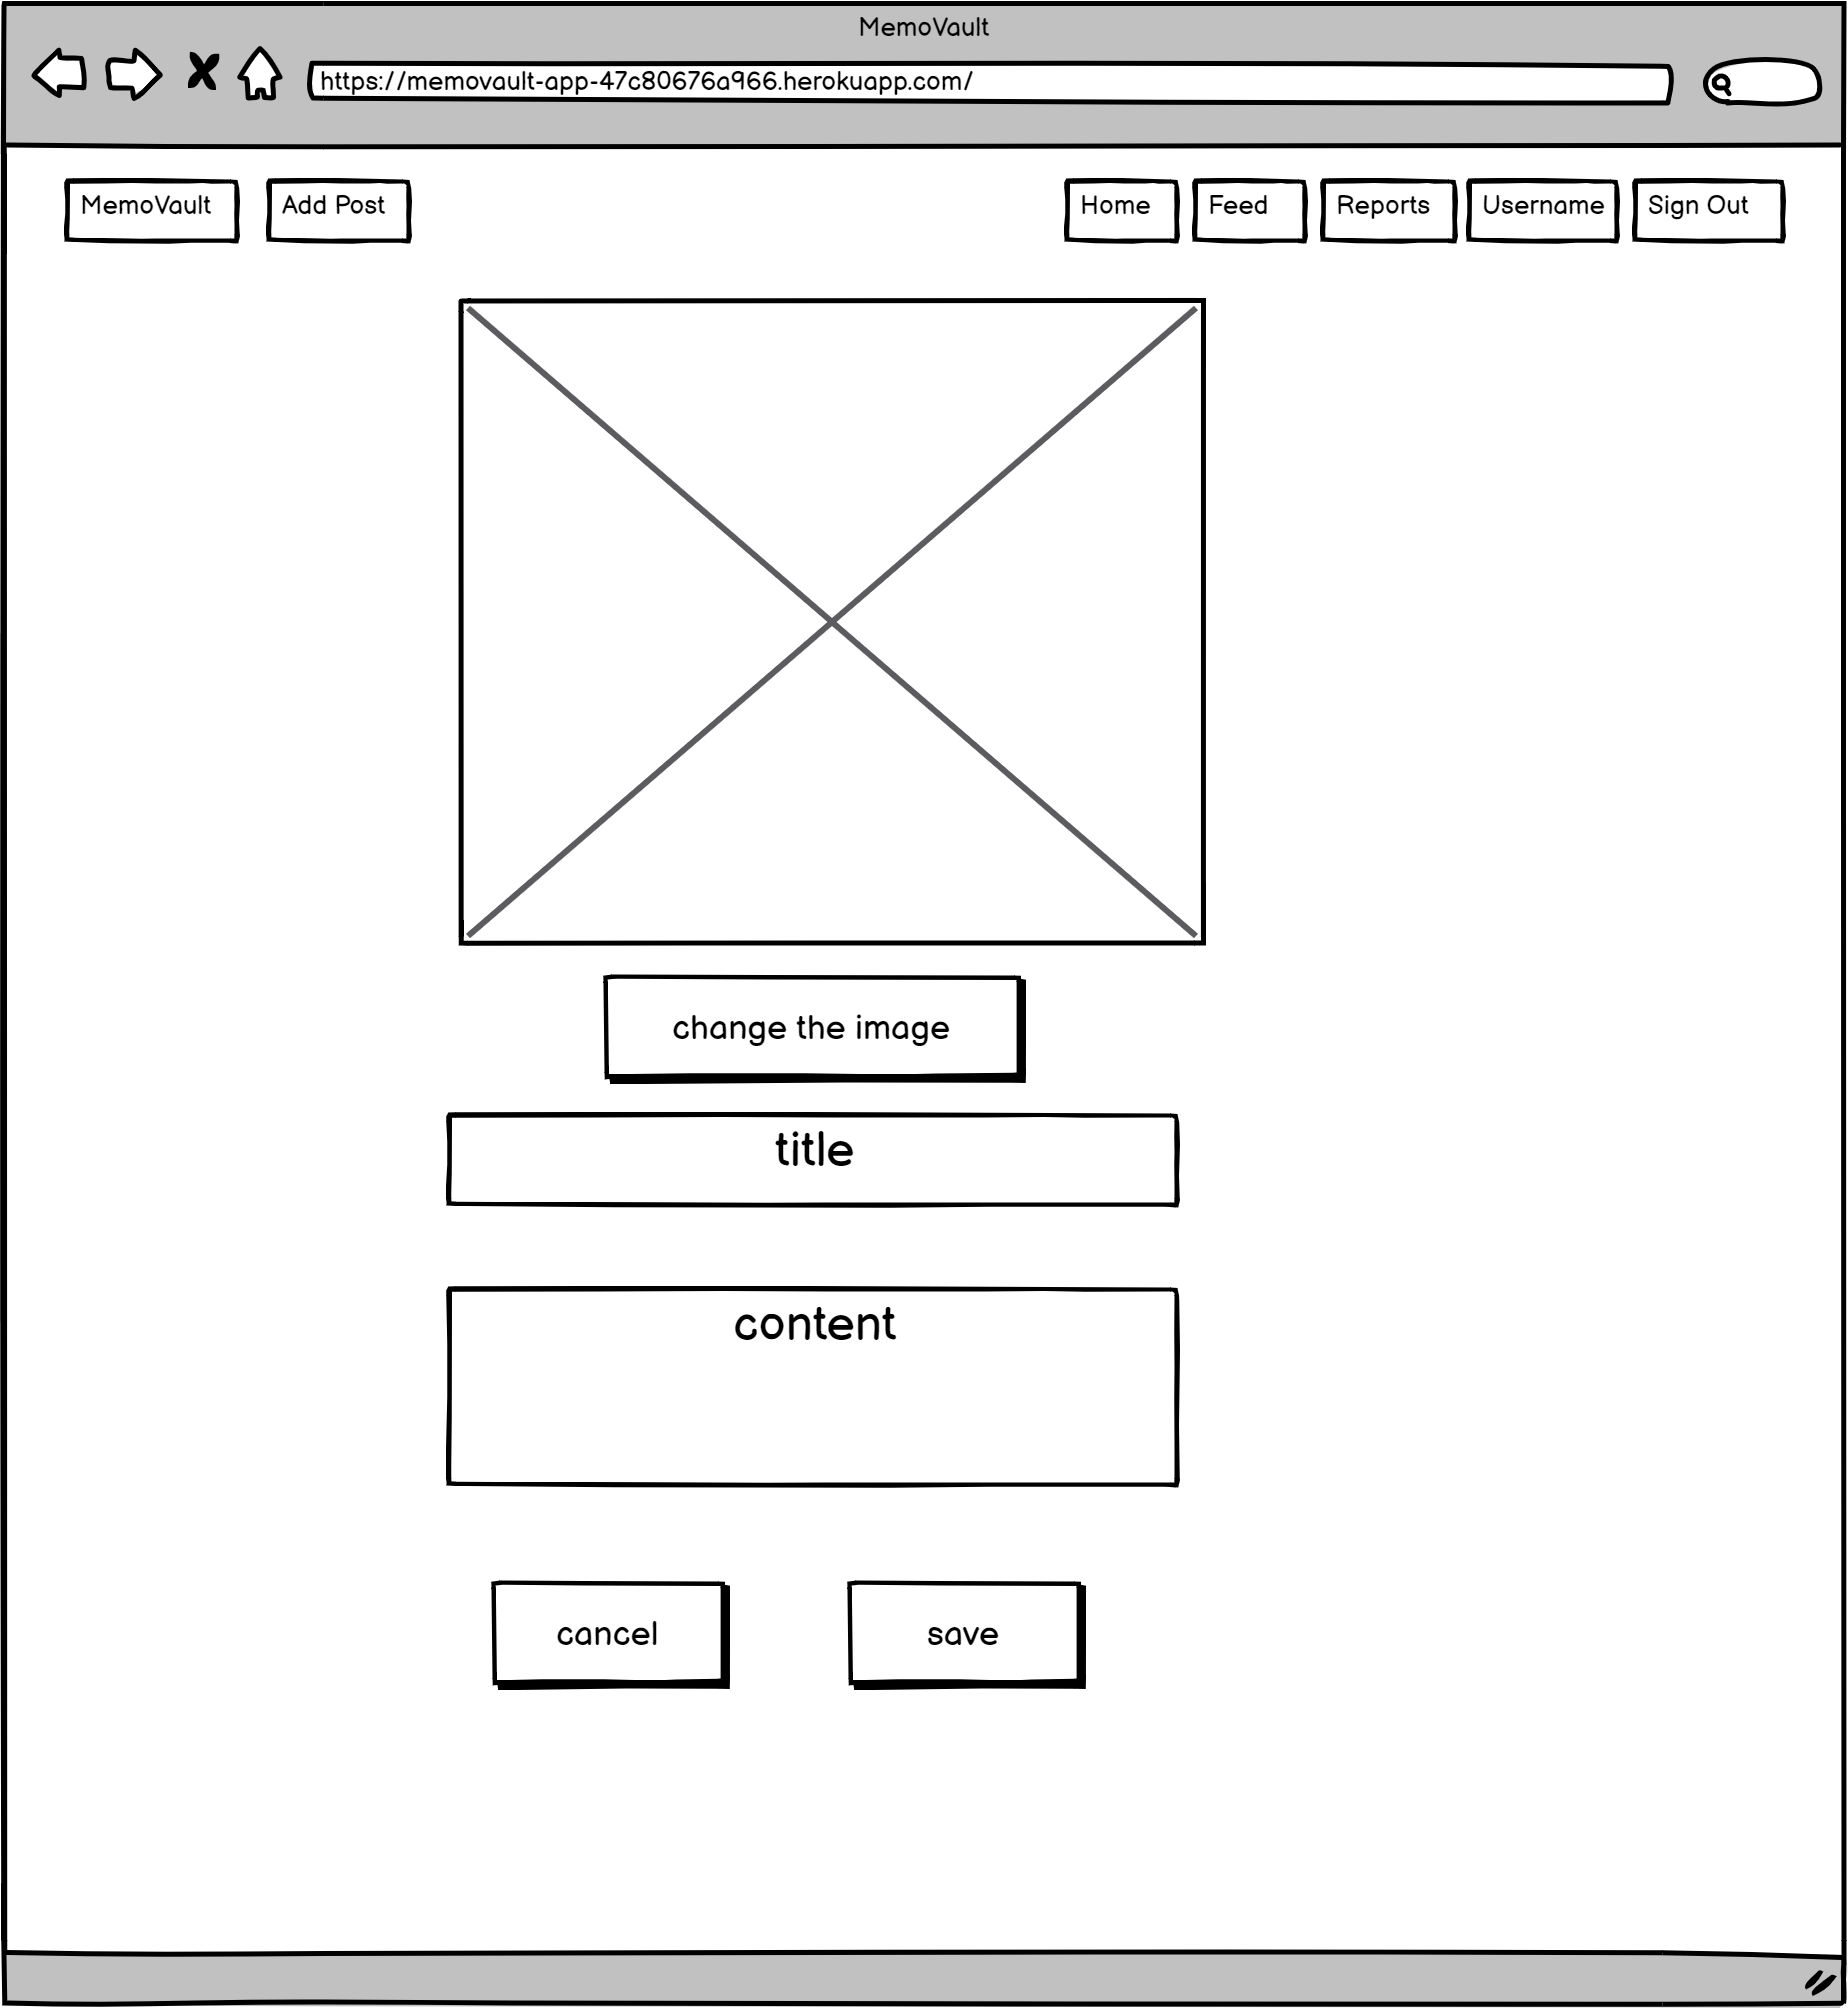 MemoVault
https://memovault-app-47c80676a966.herokuapp.com/
MemoVault Add Post Home Feed Reports Username Sign Out
change the image
title
content
cancel save